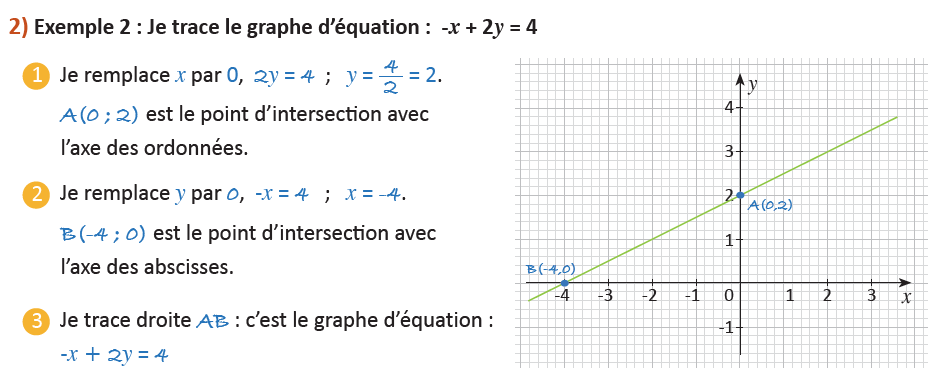 2) Exemple 2 : Je trace le graphe d'équation : -x + 2y = 4
1 Je remplace x par 0, 2y = 4 ; y = 4/2 = 2.
A(0 ; 2) est le point d'intersection avec
l'axe des ordonnées.
2 Je remplace y par 0, -x = 4 ; x = -4.
B(-4 ; 0) est le point d'intersection avec
l'axe des abscisses.
3 Je trace droite AB : c'est le graphe d'équation :
-x + 2y = 4
y
4
3
2
A(0,2)
1
B(-4,0)
-4 -3 -2 -1 0 1 2 3 x
-1